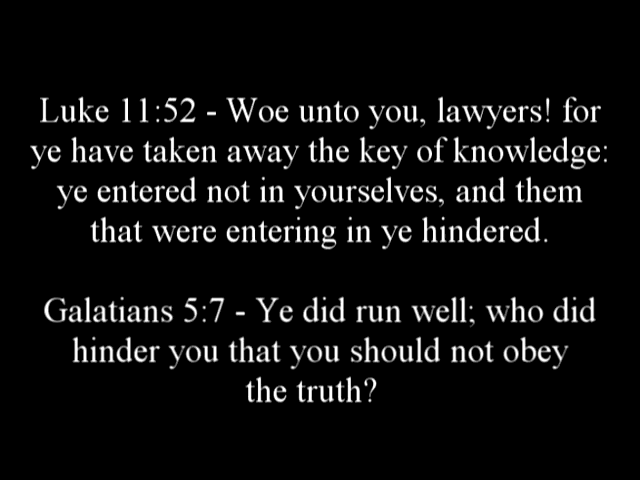 Luke 11:52 - Woe unto you, lawyers! for
ye have taken away the key of knowledge:
ye entered not in yourselves, and them
that were entering in ye hindered.
Galatians 5:7 - Ye did run well; who did
hinder you that you should not obey
the truth?